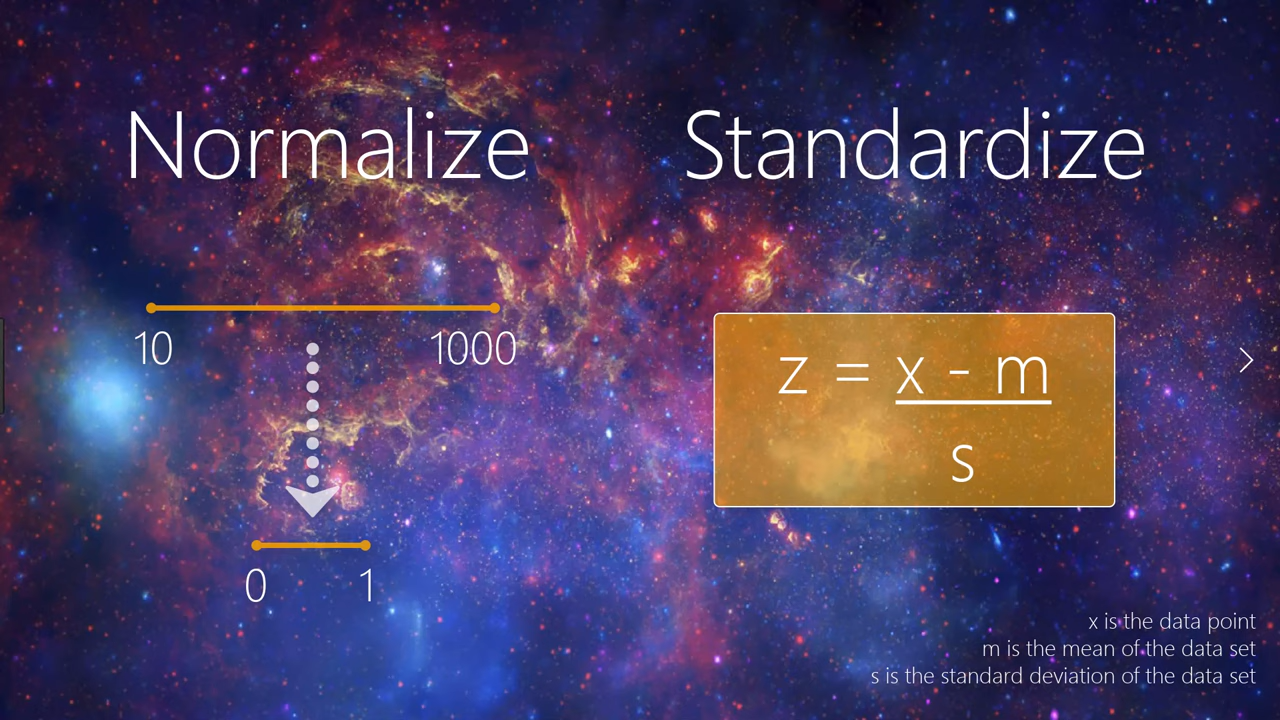 Normalize
10 1000
0 1
Standardize
z = x - m
s
x is the data point
m is the mean of the data set
s is the standard deviation of the data set